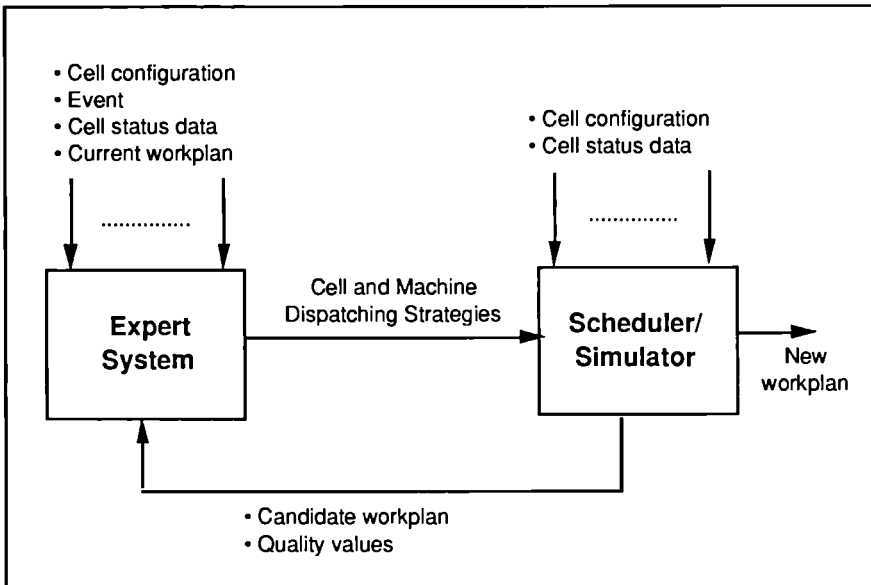 • Cell configuration
• Event
• Cell status data
• Current workplan
• Cell configuration
• Cell status data
Expert
System
Cell and Machine
Dispatching Strategies
Scheduler/
Simulator
New
workplan
• Candidate workplan
• Quality values